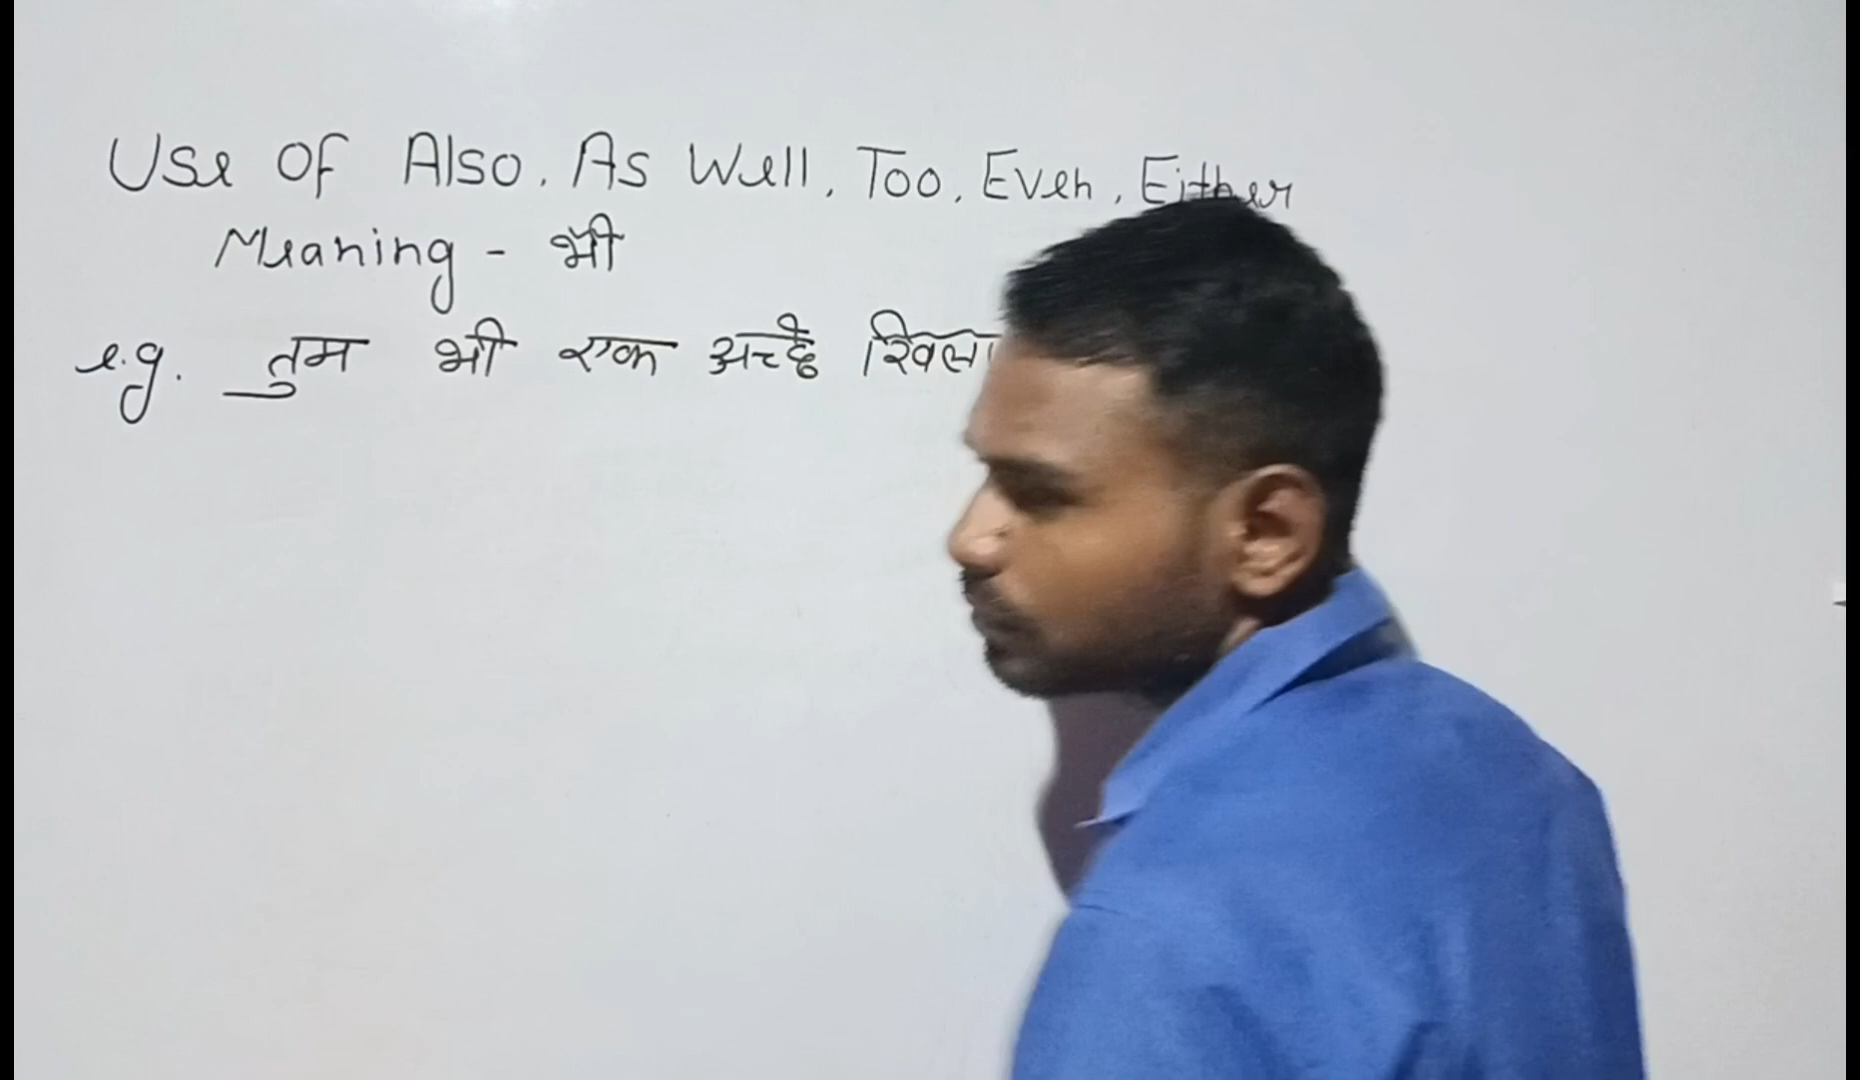 Use Of Also, As Well, Too, Even, Either
Meaning - भी
e.g. तुम भी एक अच्छे